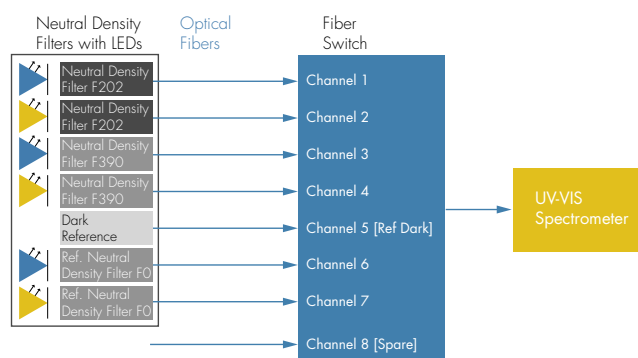 Neutral Density
Filters with LEDs
Optical
Fibers
Fiber
Switch
Neutral Density
Filter F202
Channel 1
Neutral Density
Filter F202
Channel 2
Neutral Density
Filter F390
Channel 3
Neutral Density
Filter F390
Channel 4
Dark
Reference
Channel 5 [Ref Dark]
Ref. Neutral
Density Filter F0
Channel 6
Ref. Neutral
Density Filter F0
Channel 7
Channel 8 [Spare]
UV-VIS
Spectrometer